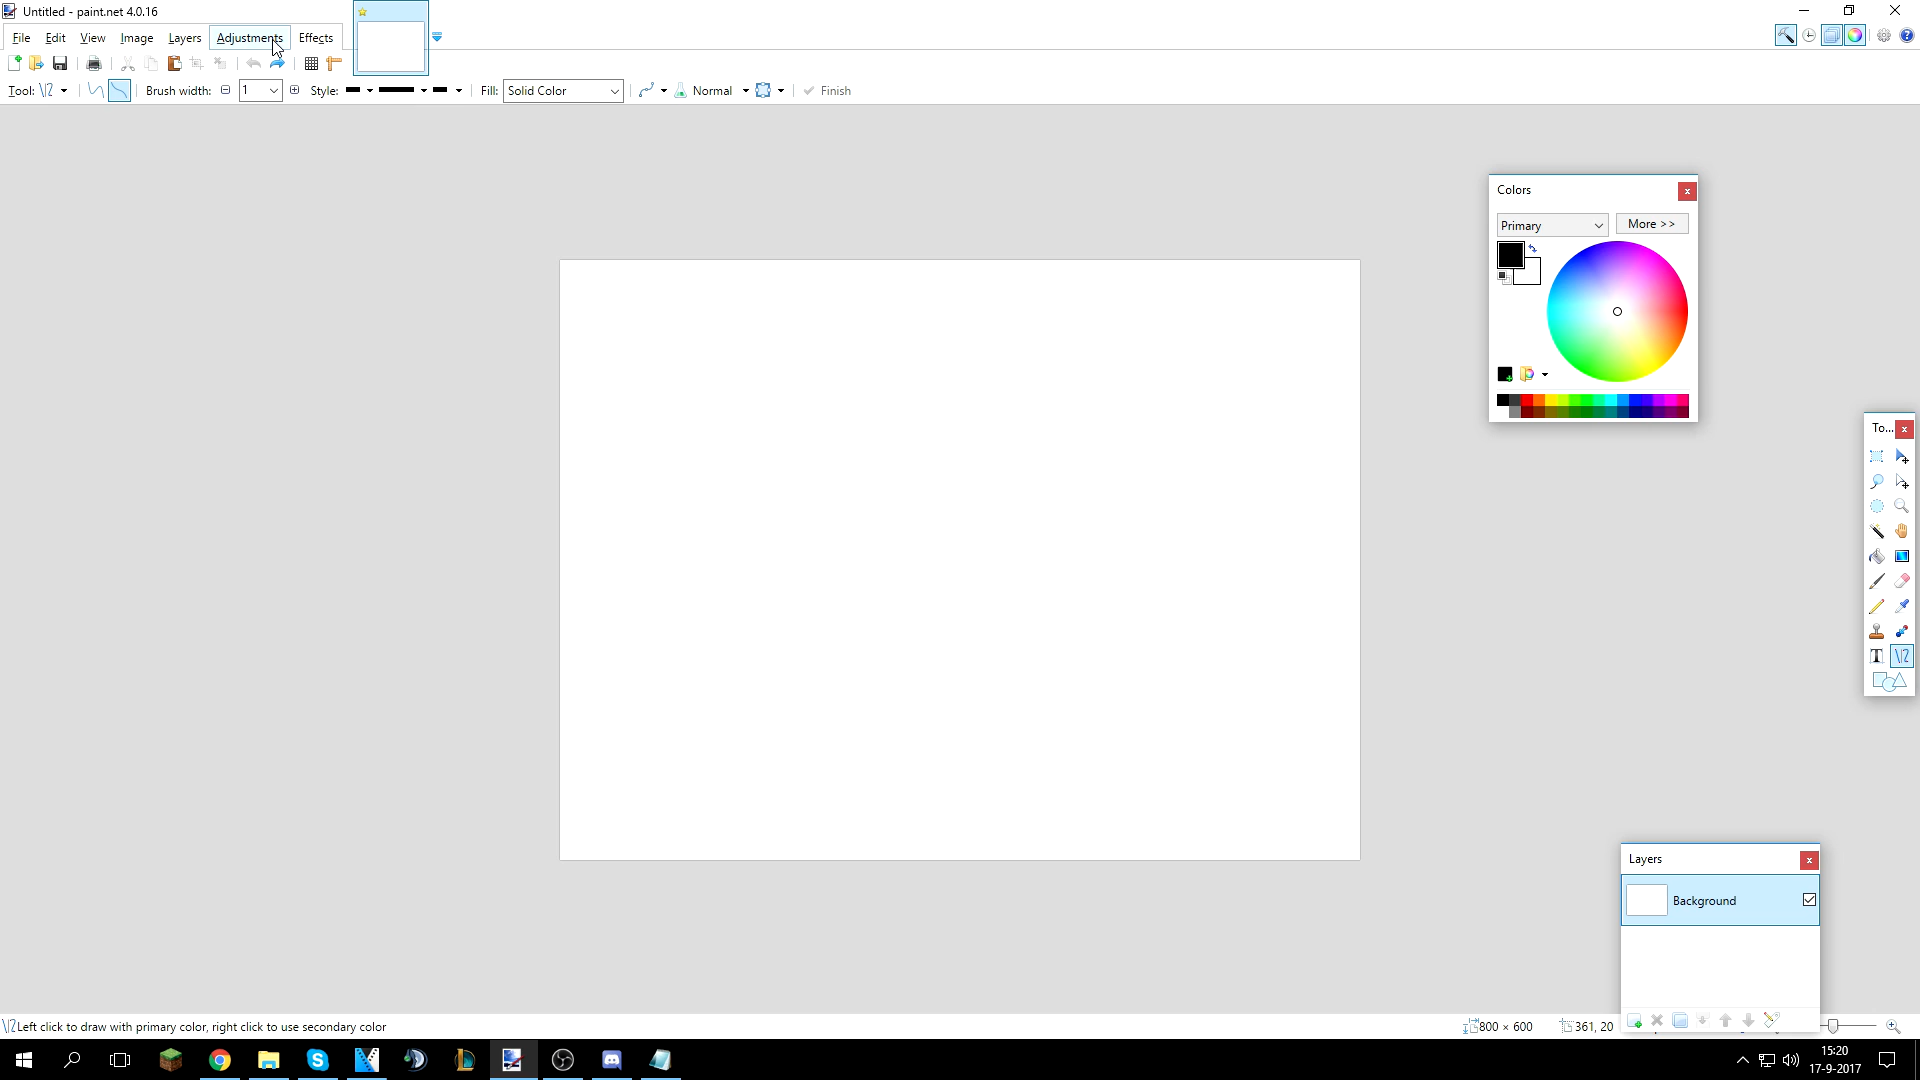 Untitled - paint.net 4.0.16
File Edit View Image Layers Adjustments Effects
Tool: Brush width: 1 Style: Fill: Solid Color Normal Finish
Colors
Primary More >>
To...
Layers
Background
Left click to draw with primary color, right click to use secondary color
800 × 600
361, 20
15:20
17-9-2017